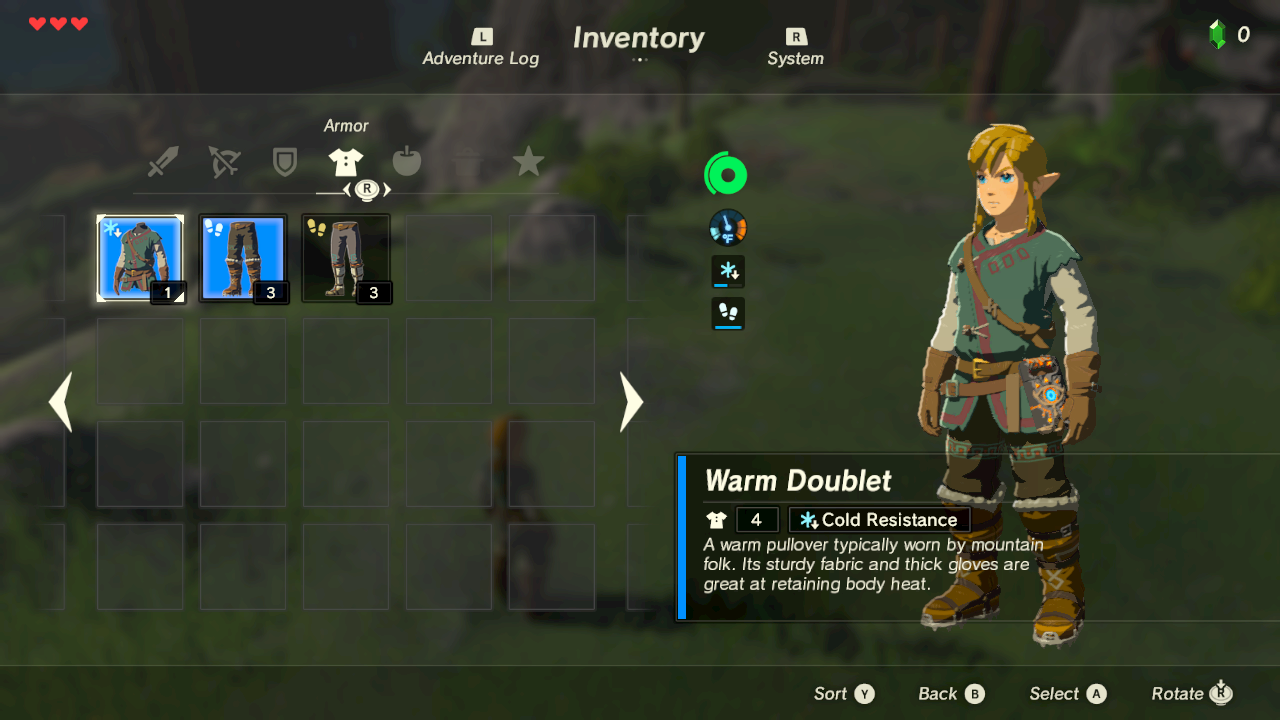 L
Inventory
R
0
Adventure Log
System
Armor
R
1
3
3
°F
Warm Doublet
4
Cold Resistance
A warm pullover typically worn by mountain
folk. Its sturdy fabric and thick gloves are
great at retaining body heat.
Sort Y
Back B
Select A
Rotate R